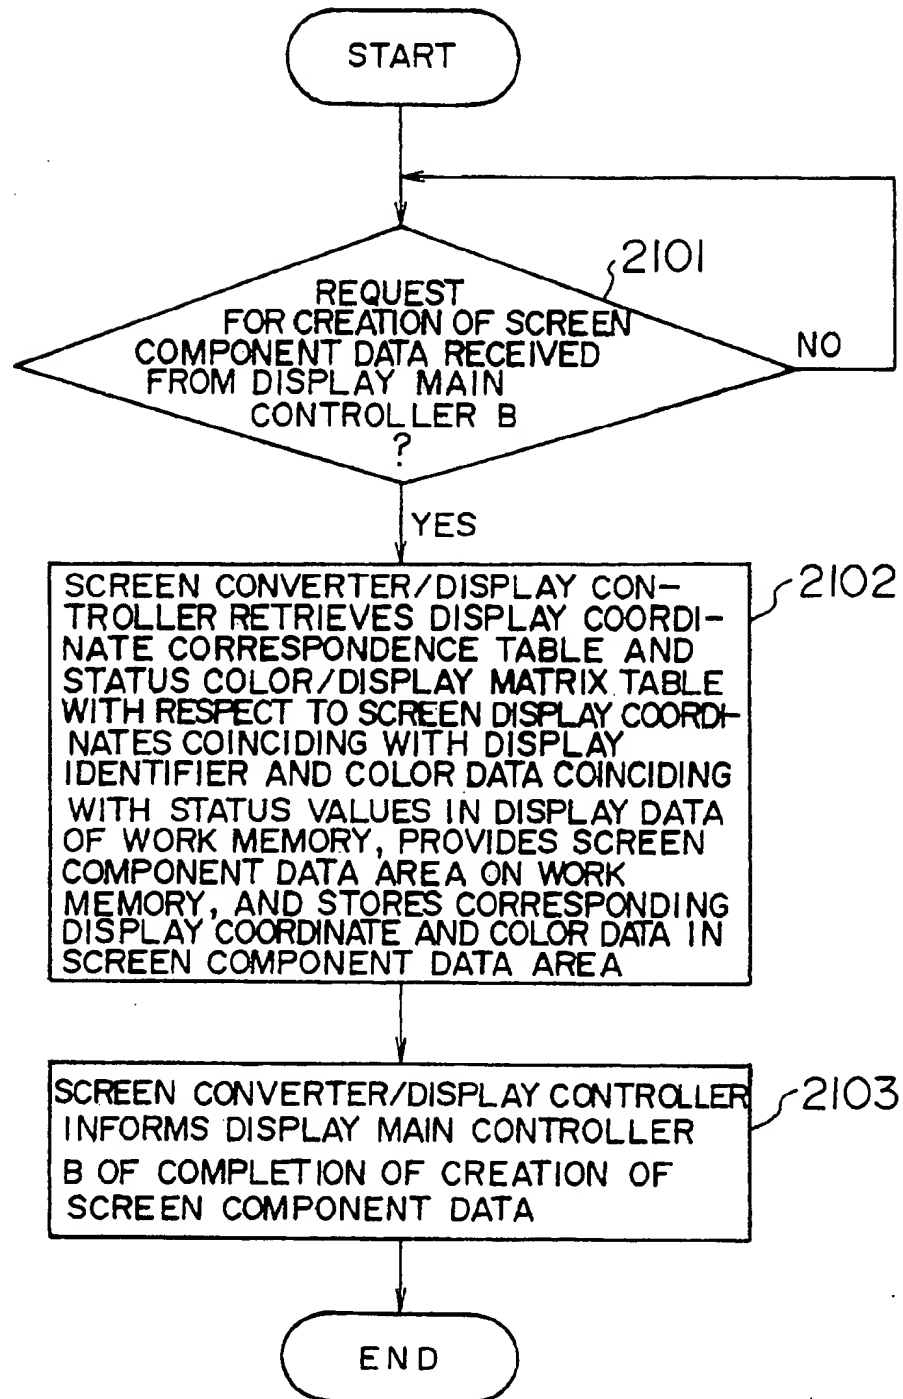 START
2101
REQUEST
FOR CREATION OF SCREEN
COMPONENT DATA RECEIVED
FROM DISPLAY MAIN
CONTROLLER B
?
NO
YES
2102
SCREEN CONVERTER/DISPLAY CON-
TROLLER RETRIEVES DISPLAY COORDI-
NATE CORRESPONDENCE TABLE AND
STATUS COLOR/DISPLAY MATRIX TABLE
WITH RESPECT TO SCREEN DISPLAY COORDI-
NATES COINCIDING WITH DISPLAY
IDENTIFIER AND COLOR DATA COINCIDING
WITH STATUS VALUES IN DISPLAY DATA
OF WORK MEMORY, PROVIDES SCREEN
COMPONENT DATA AREA ON WORK
MEMORY, AND STORES CORRESPONDING
DISPLAY COORDINATE AND COLOR DATA IN
SCREEN COMPONENT DATA AREA
2103
SCREEN CONVERTER/DISPLAY CONTROLLER
INFORMS DISPLAY MAIN CONTROLLER
B OF COMPLETION OF CREATION OF
SCREEN COMPONENT DATA
END